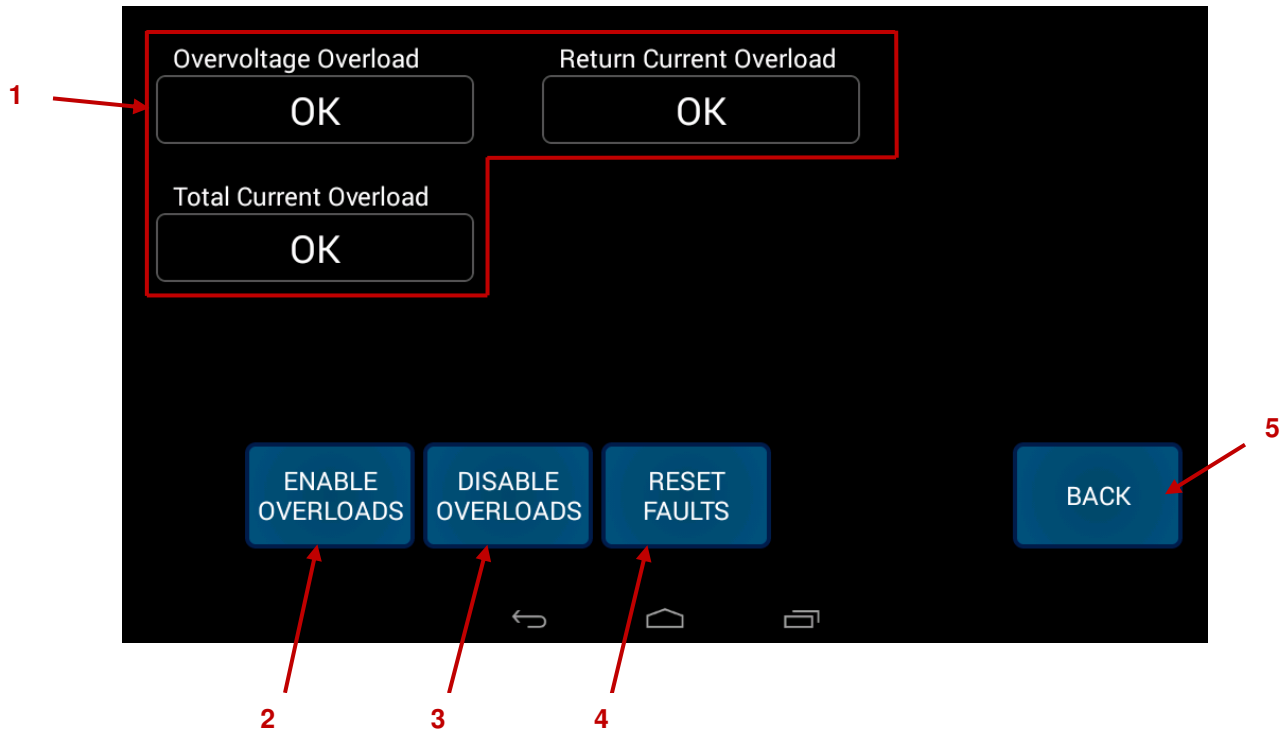 Overvoltage Overload
Return Current Overload
1
OK
OK
Total Current Overload
OK
5
ENABLE
OVERLOADS
DISABLE
OVERLOADS
RESET
FAULTS
BACK
2
3
4